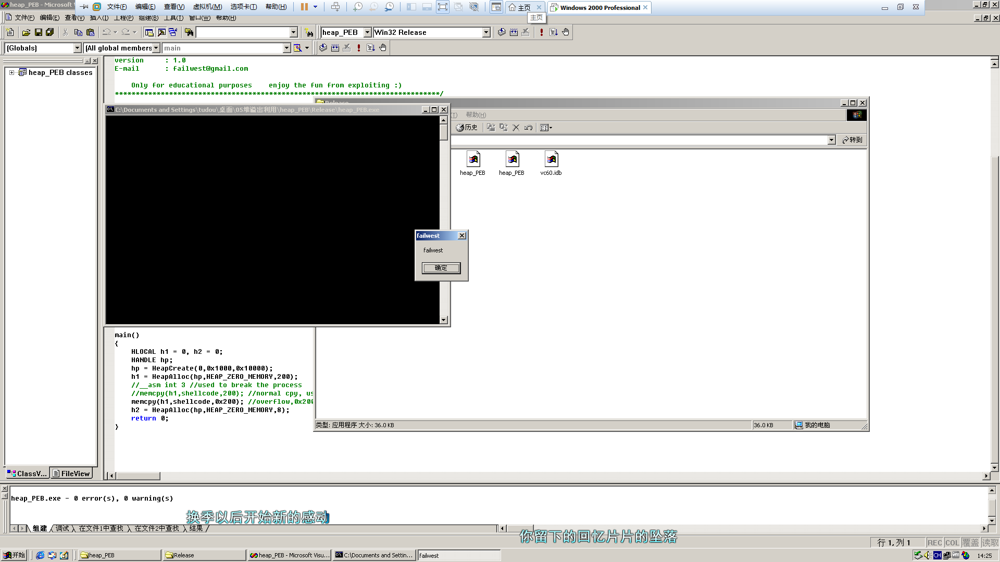 heap_PEB - Microsoft
文件(F) 编辑(E) 查看(V) 虚拟机(M) 选项卡(T) 帮助(H)
主页
Windows 2000 Professional
文件(F) 编辑(E) 查看(V) 插入(I) 工程(P) 组建(B) 工具(T) 窗口(W) 帮助(H)
主页
heap_PEB
Win32 Release
(Globals)
(All global members
main
heap_PEB classes
version : 1.0
E-mail : failwest@gmail.com
Only for educational purposes enjoy the fun from exploiting :)
******************************************************************************/
Release
C:\Documents and Settings\tudou\桌面\05堆溢出利用\heap_PEB\Release\heap_PEB.exe
(T) 帮助(H)
历史
转到
heap_PEB
heap_PEB
vc60.idb
failwest
failwest
确定
main()
{
HLOCAL h1 = 0, h2 = 0;
HANDLE hp;
hp = HeapCreate(0,0x1000,0x10000);
h1 = HeapAlloc(hp,HEAP_ZERO_MEMORY,200);
//__asm int 3 //used to break the process
//memcpy(h1,shellcode,200); //normal cpy, us
memcpy(h1,shellcode,0x200); //overflow,0x200
h2 = HeapAlloc(hp,HEAP_ZERO_MEMORY,8);
return 0;
}
类型: 应用程序 大小: 36.0 KB
36.0 KB
我的电脑
ClassV...
FileView
heap_PEB.exe - 0 error(s), 0 warning(s)
换季以后开始新的感动
组建 调试 在文件1中查找 在文件2中查找 结果
你留下的回忆片片的坠落
行 1, 列 1
REC COL 覆盖 读取
开始
heap_PEB
Release
heap_PEB - Microsoft Visu...
C:\Documents and Settin...
failwest
CH
14:25